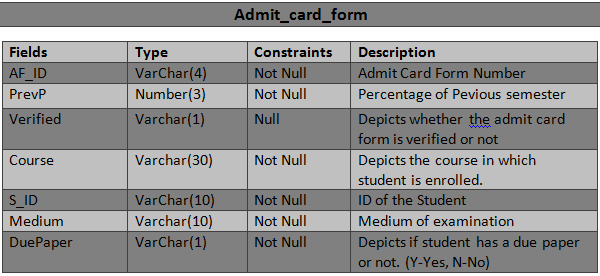 Admit_card_form
Fields Type Constraints Description
AF_ID VarChar(4) Not Null Admit Card Form Number
PrevP Number(3) Not Null Percentage of Pevious semester
Verified Varchar(1) Null Depicts whether the admit card
form is verified or not
Course Varchar(30) Not Null Depicts the course in which
student is enrolled.
S_ID VarChar(10) Not Null ID of the Student
Medium Varchar(10) Not Null Medium of examination
DuePaper VarChar(1) Not Null Depicts if student has a due paper
or not. (Y-Yes, N-No)